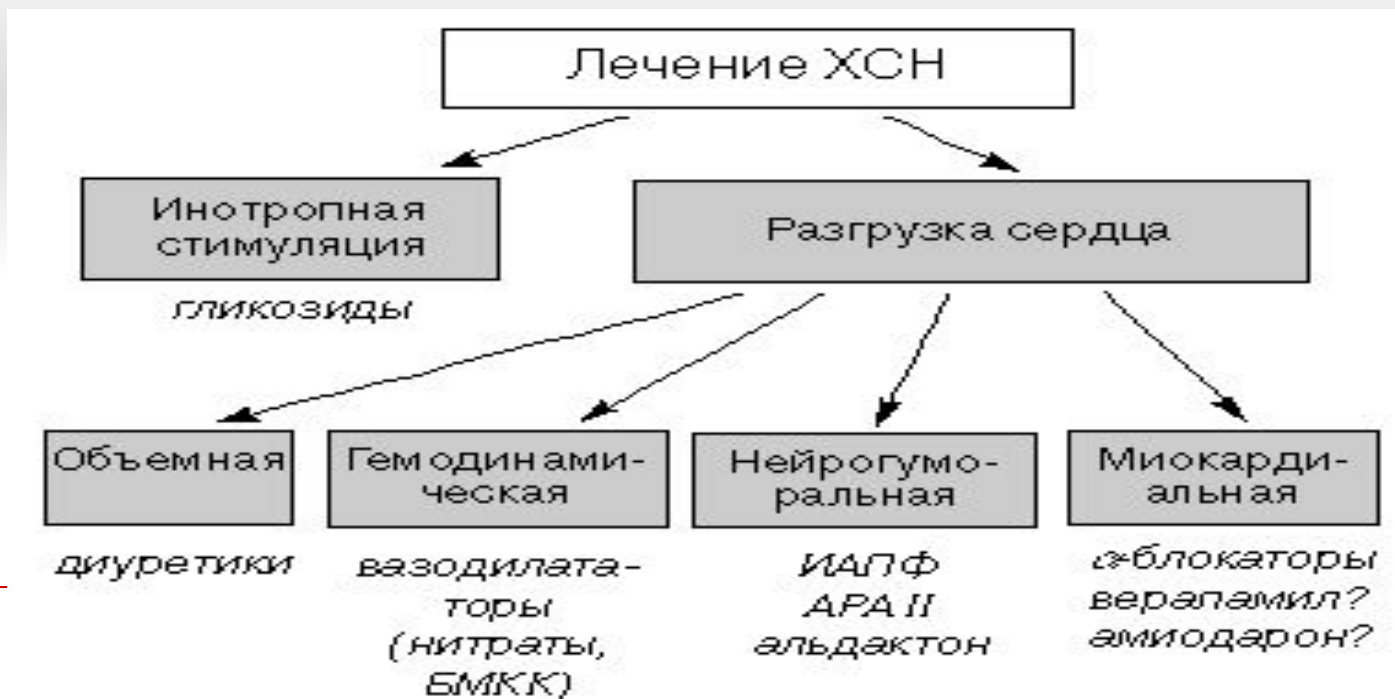 Лечение ХСН
Инотропная
стимуляция
гликозиды
Разгрузка сердца
Объемная
диуретики
Гемодинами-
ческая
вазодилата-
торы
(нитраты,
БМКК)
Нейрогумо-
ральная
ИАПФ
АРА II
альдактон
Миокарди-
альная
α-блокаторы
верапамил?
амиодарон?